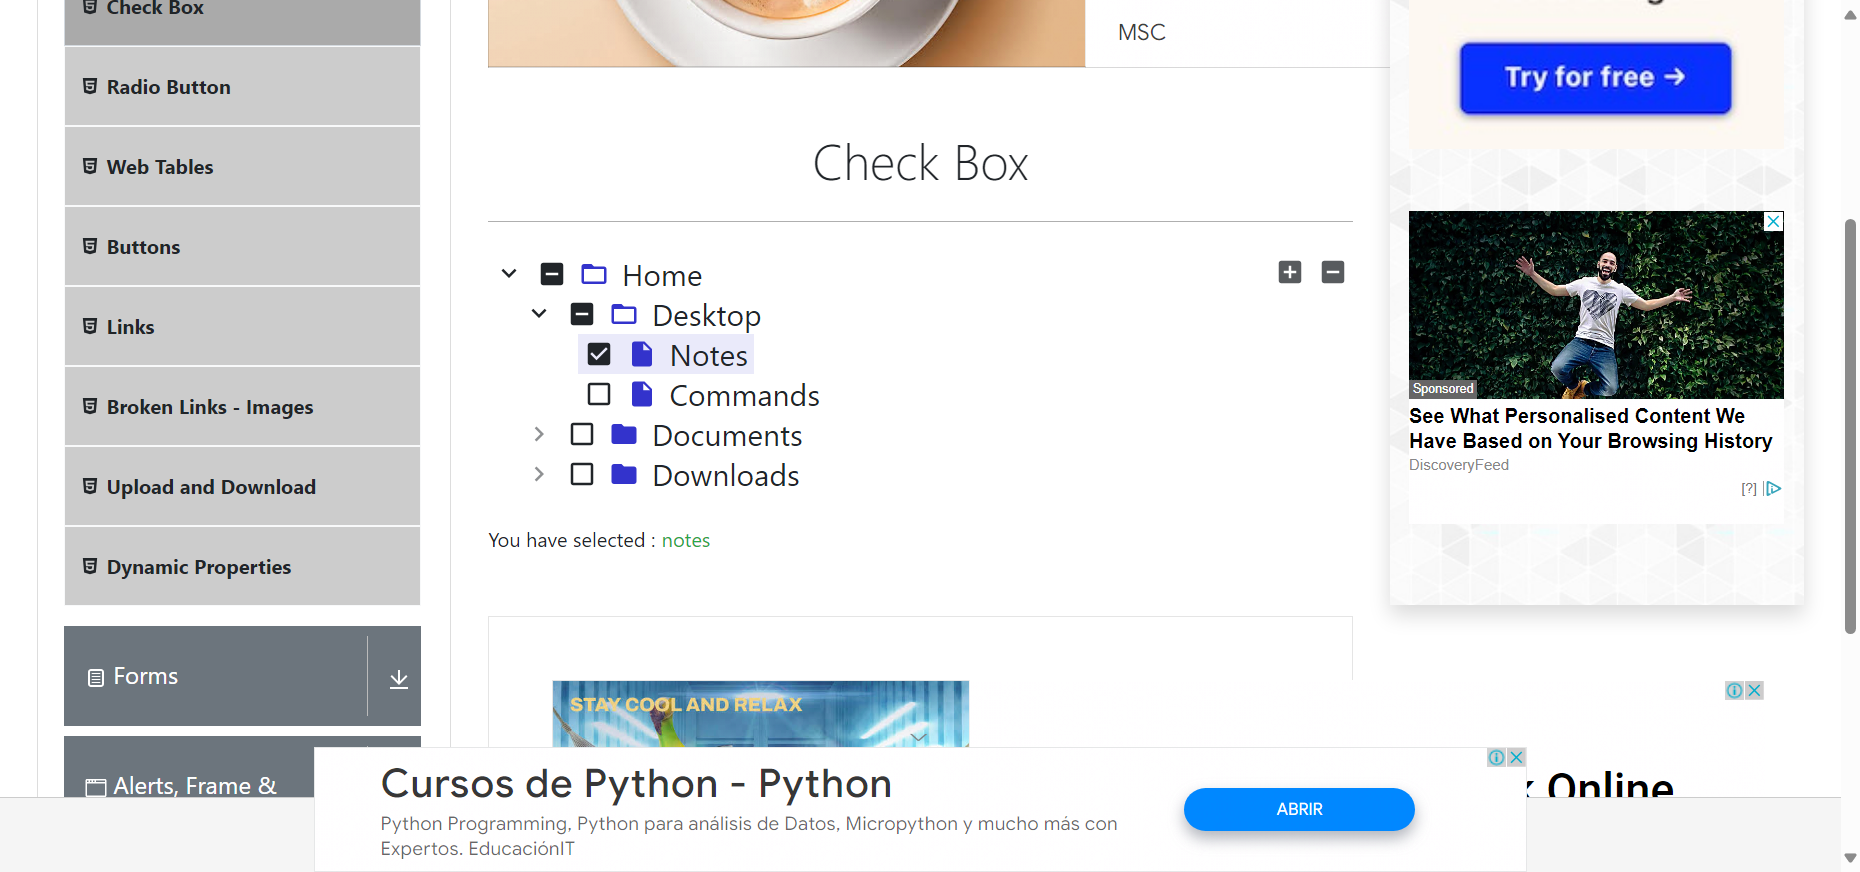 Check Box
Radio Button
Web Tables
Buttons
Links
Broken Links - Images
Upload and Download
Dynamic Properties
Forms
Alerts, Frame &
MSC
Check Box
Home
Desktop
Notes
Commands
Documents
Downloads
You have selected : notes
STAY COOL AND RELAX
Try for free →
Sponsored
See What Personalised Content We
Have Based on Your Browsing History
DiscoveryFeed
[?]
Online
Cursos de Python - Python
Python Programming, Python para análisis de Datos, Micropython y mucho más con
Expertos. EducaciónIT
ABRIR